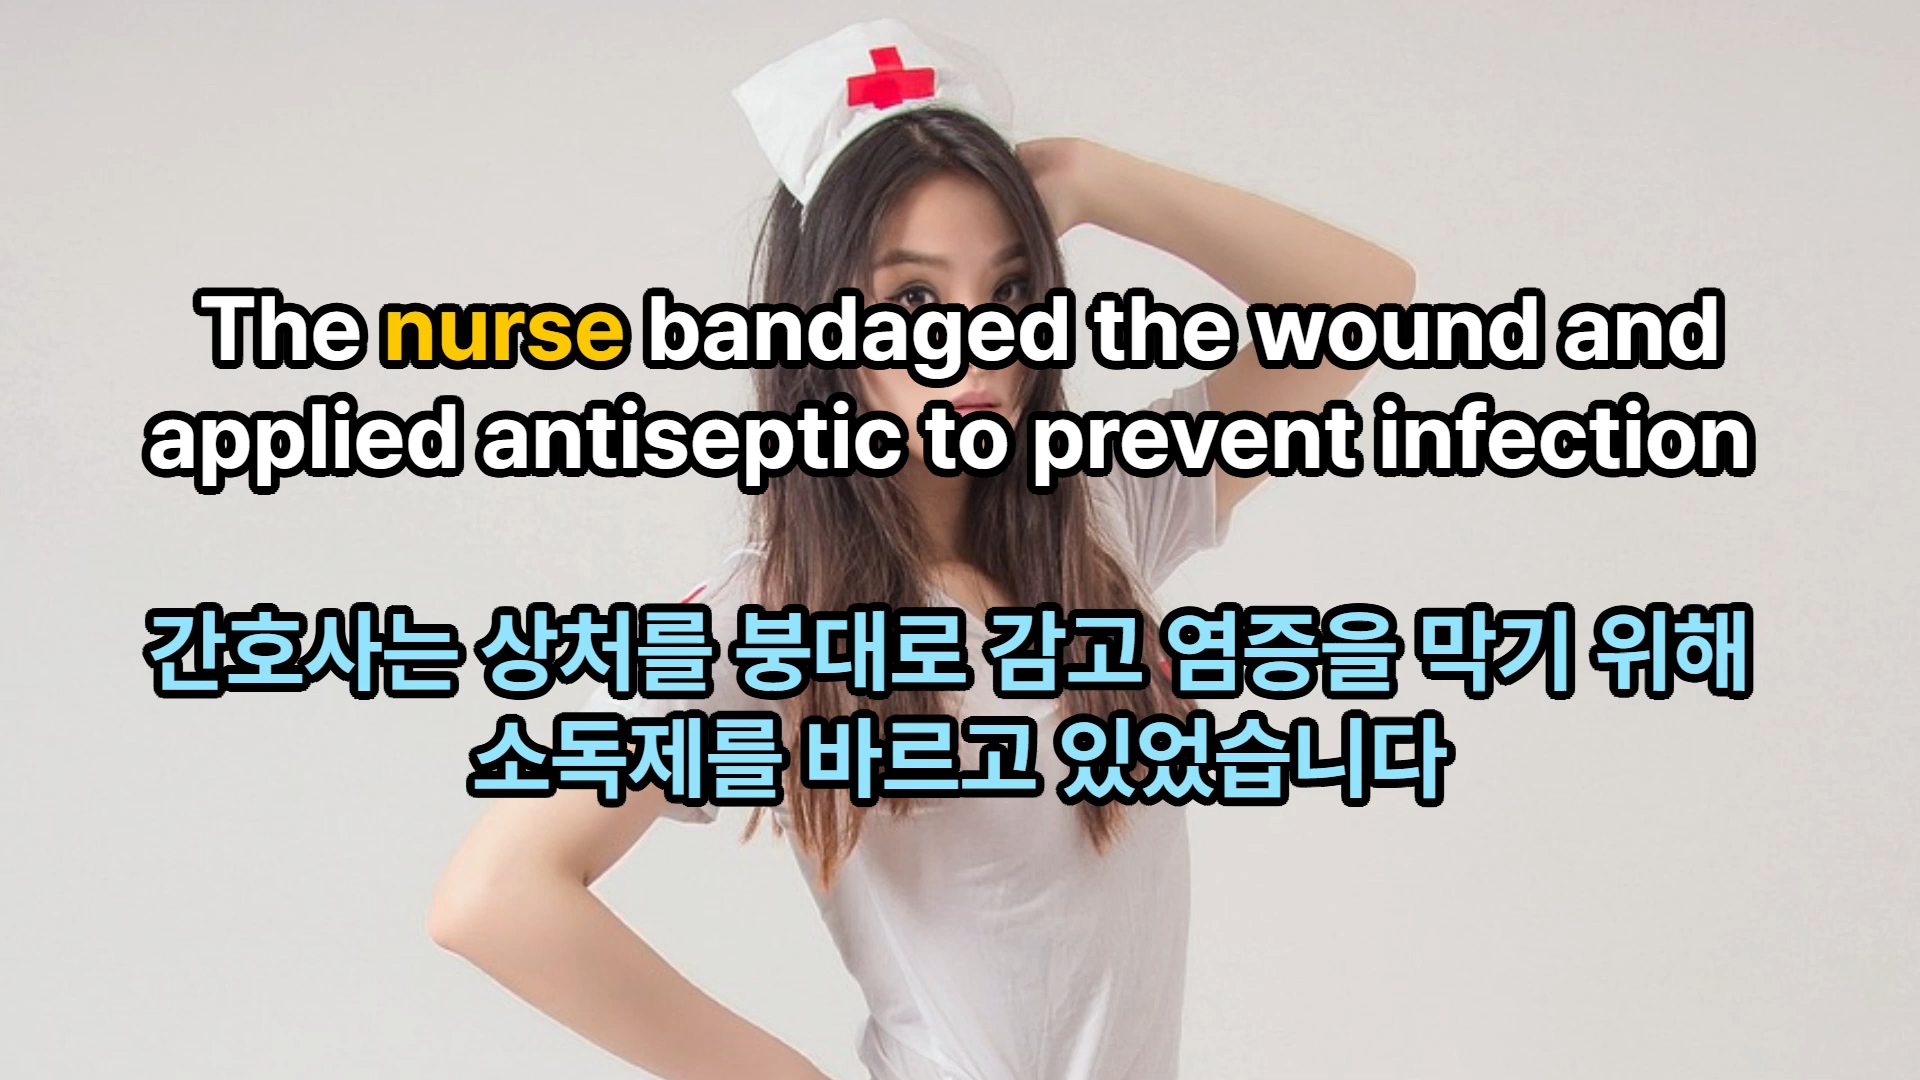 The nurse bandaged the wound and
applied antiseptic to prevent infection
간호사는 상처를 붕대로 감고 염증을 막기 위해
소독제를 바르고 있었습니다